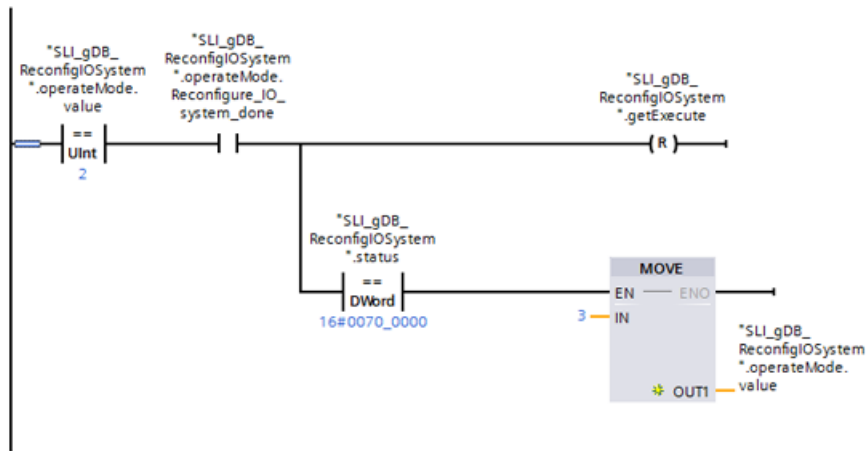 "SLI_gDB_
ReconfigIOSystem
".operateMode.
value
==
UInt
2
"SLI_gDB_
ReconfigIOSystem
".operateMode.
Reconfigure_IO_
system_done
"SLI_gDB_
ReconfigIOSystem
".getExecute
R
"SLI_gDB_
ReconfigIOSystem
".status
==
DWord
16#0070_0000
MOVE
EN
ENO
3
IN
OUT1
"SLI_gDB_
ReconfigIOSystem
".operateMode.
value